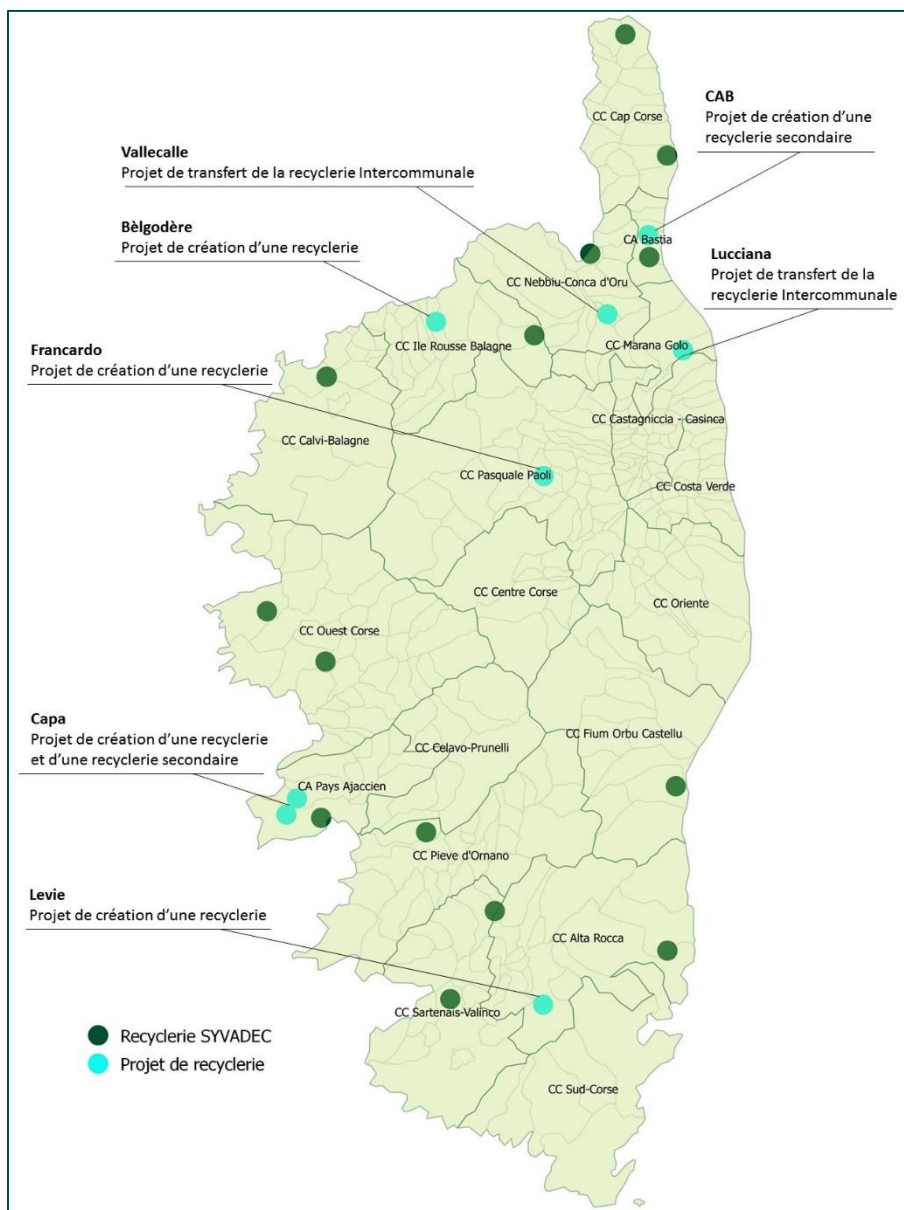 CAB
Projet de création d'une
recyclerie secondaire
CC Cap Corse
Vallecalle
Projet de transfert de la recyclerie Intercommunale
Bèlgodère
Projet de création d'une recyclerie
CA Bastia
Lucciana
Projet de transfert de la
recyclerie Intercommunale
CC Nebbiu-Conca d'Oru
CC Ile Rousse Balagne
CC Marana Golo
Francardo
Projet de création d'une recyclerie
CC Castagniccia - Casinca
CC Calvi-Balagne
CC Pasquale Paoli
CC Costa Verde
CC Centre Corse
CC Oriente
CC Ouest Corse
Capa
Projet de création d'une recyclerie
et d'une recyclerie secondaire
CC Fium Orbu Castellu
CC Celavo-Prunelli
CA Pays Ajaccien
CC Pieve d'Ornano
Levie
Projet de création d'une recyclerie
CC Alta Rocca
CC Sartenais-Valinco
Recyclerie SYVADEC
Projet de recyclerie
CC Sud-Corse